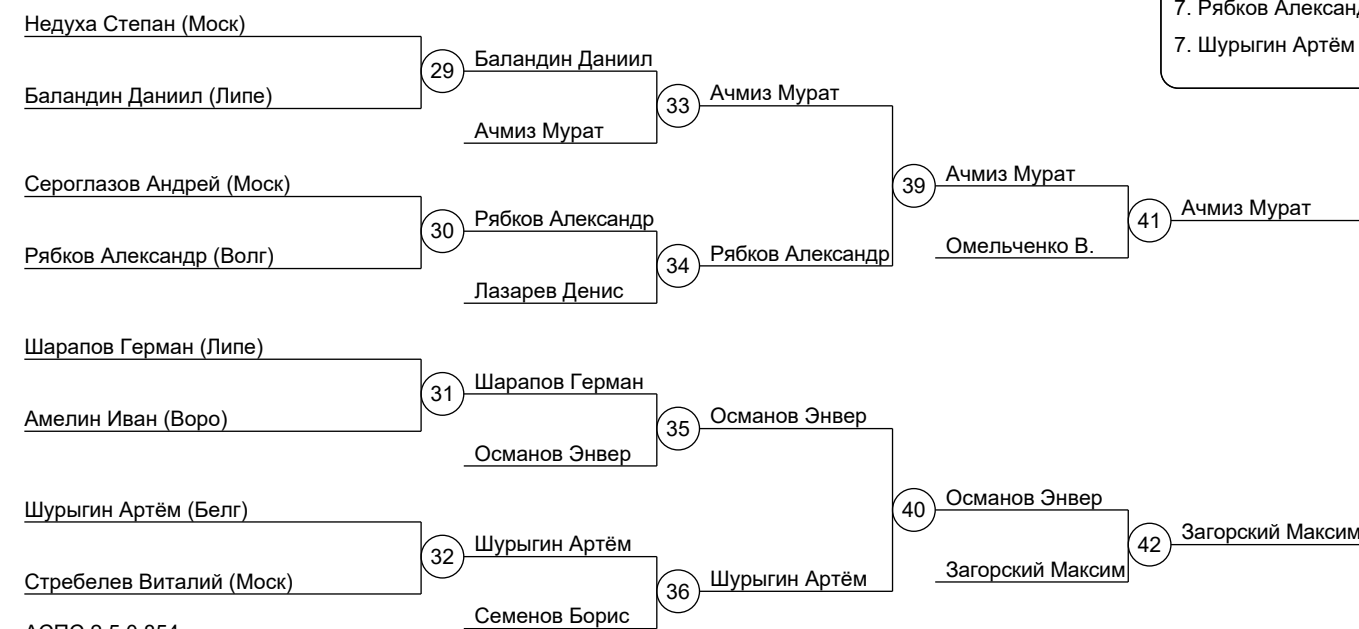 7. Рябков Александ
7. Шурыгин Артём
Недуха Степан (Моск)
29
Баландин Даниил
Баландин Даниил (Липе)
33
Ачмиз Мурат
Ачмиз Мурат
39
Ачмиз Мурат
Сероглазов Андрей (Моск)
30
Рябков Александр
41
Ачмиз Мурат
Рябков Александр (Волг)
34
Рябков Александр
Омельченко В.
Лазарев Денис
Шарапов Герман (Липе)
31
Шарапов Герман
Амелин Иван (Воро)
35
Османов Энвер
Османов Энвер
40
Османов Энвер
Шурыгин Артём (Белг)
32
Шурыгин Артём
42
Загорский Максим
Стребелев Виталий (Моск)
36
Шурыгин Артём
Загорский Максим
Семенов Борис